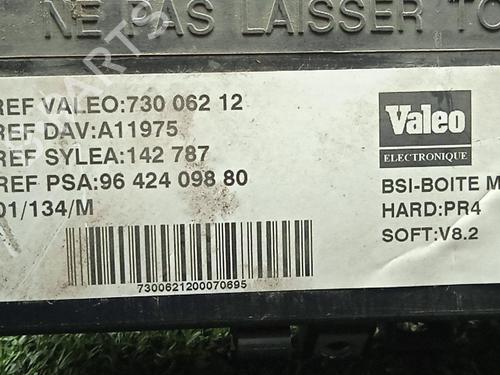 NE PAS LAISSER TO
REF VALEO:730 062 12
REF DAV:A11975
REF SYLEA:142 787
REF PSA:96 424 098 80
01/134/M
7300621200070695
Valeo
ELECTRONIQUE
BSI-BOITE M
HARD:PR4
SOFT:V8.2